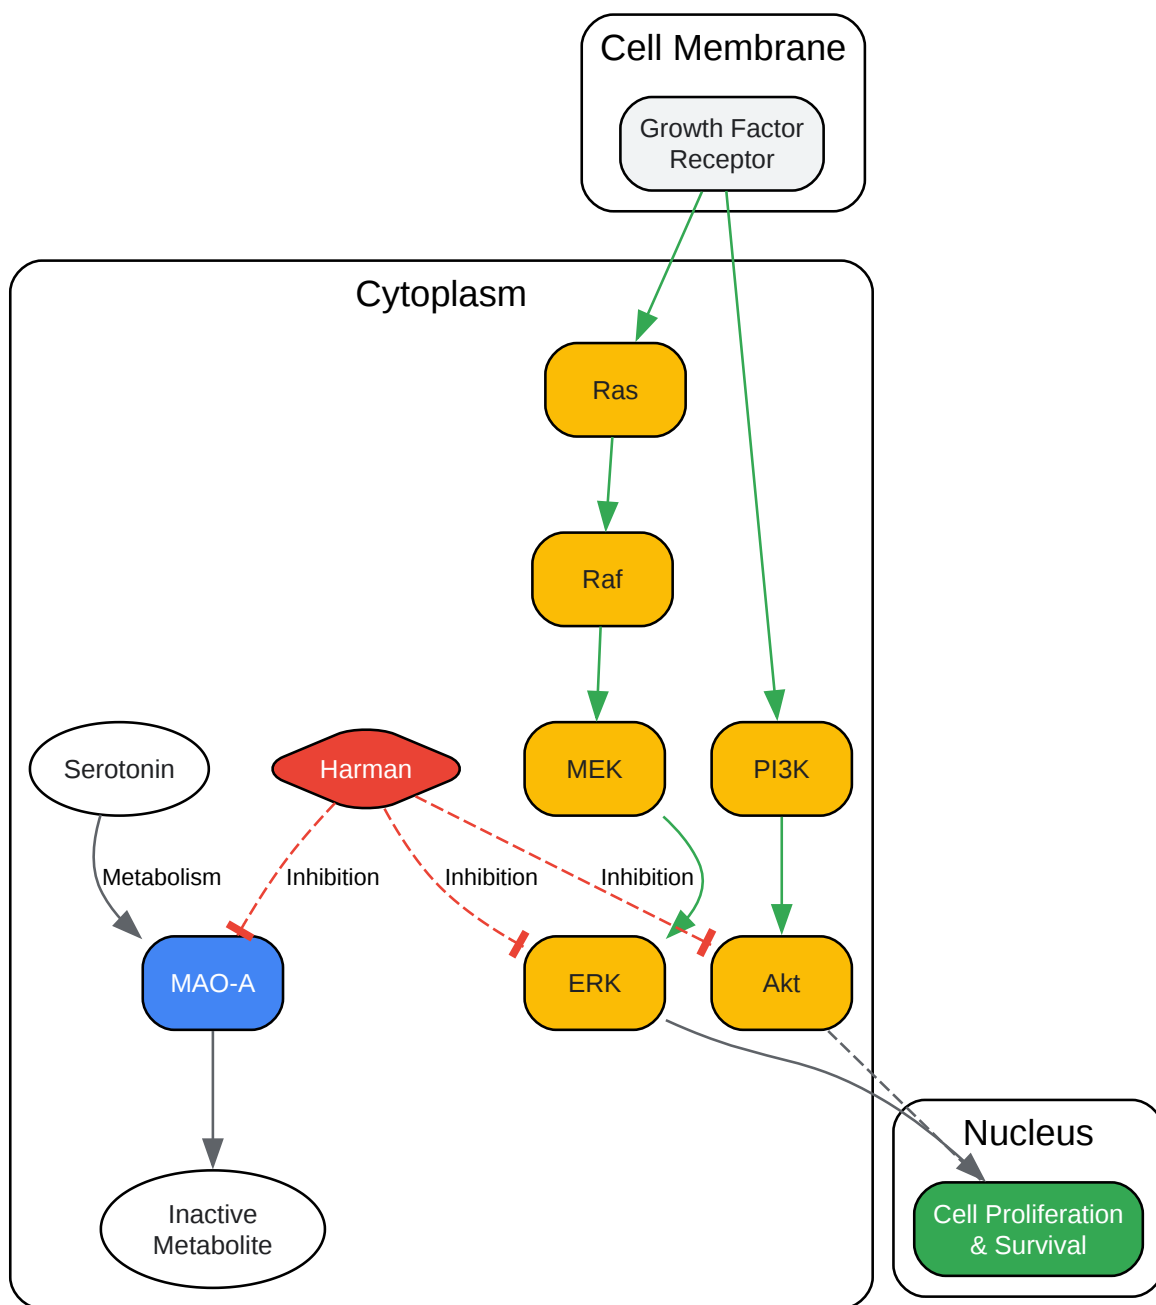 Cell Membrane
Growth Factor
Receptor
Cytoplasm
Ras
Raf
Serotonin
Harman
MEK
PI3K
Metabolism
Inhibition
Inhibition
Inhibition
MAO-A
ERK
Akt
Nucleus
Inactive
Metabolite
Cell Proliferation
& Survival